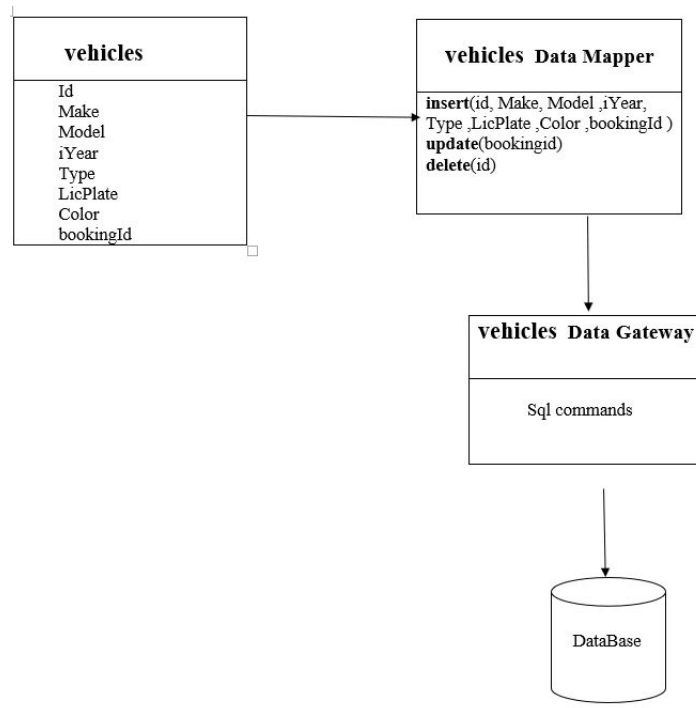 vehicles
Id
Make
Model
iYear
Type
LicPlate
Color
bookingId
vehicles Data Mapper
insert(id, Make, Model ,iYear,
Type ,LicPlate ,Color ,bookingId )
update(bookingid)
delete(id)
vehicles Data Gateway
Sql commands
DataBase